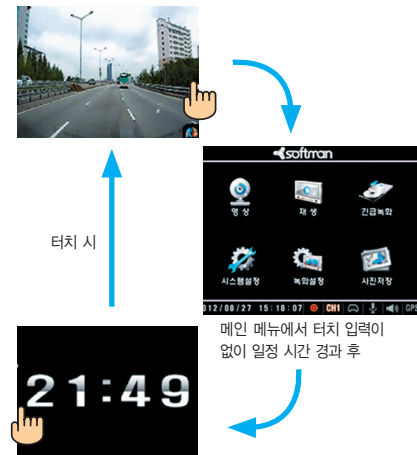 softman
영 상
재 생
긴급녹화
시스템설정
녹화설정
사진저장
012/08/27 15:18:07 CH1 GPS
터치 시
메인 메뉴에서 터치 입력이
없이 일정 시간 경과 후
21:49